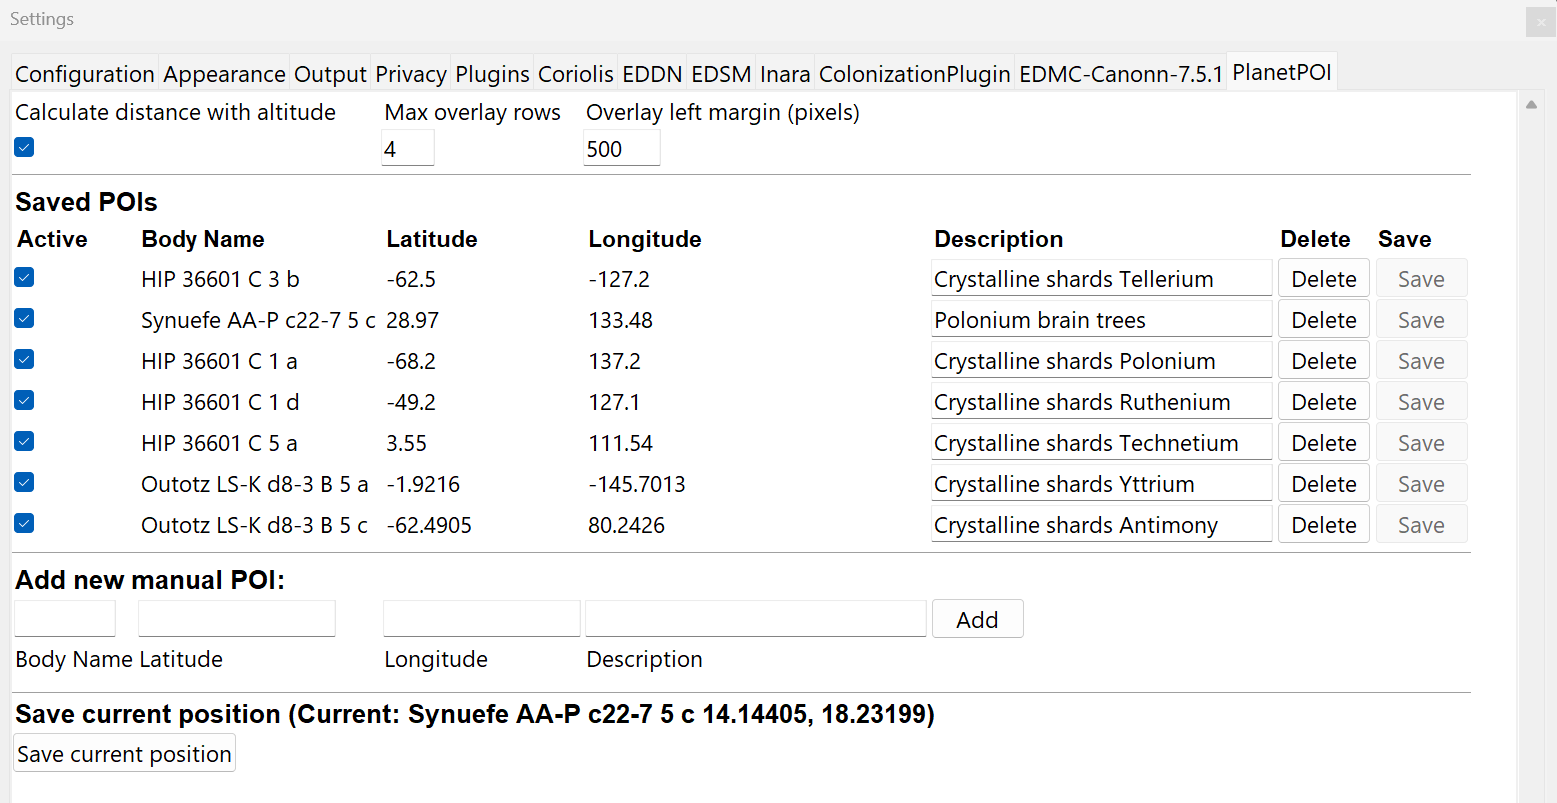 Settings
Configuration Appearance Output Privacy Plugins Coriolis EDDN EDSM Inara ColonizationPlugin EDMC-Canonn-7.5.1 PlanetPOI
Calculate distance with altitude Max overlay rows Overlay left margin (pixels)
4 500
Saved POIs
Active Body Name Latitude Longitude Description Delete Save
HIP 36601 C 3 b -62.5 -127.2 Crystalline shards Tellerium Delete Save
Synuefe AA-P c22-7 5 c 28.97 133.48 Polonium brain trees Delete Save
HIP 36601 C 1 a -68.2 137.2 Crystalline shards Polonium Delete Save
HIP 36601 C 1 d -49.2 127.1 Crystalline shards Ruthenium Delete Save
HIP 36601 C 5 a 3.55 111.54 Crystalline shards Technetium Delete Save
Outotz LS-K d8-3 B 5 a -1.9216 -145.7013 Crystalline shards Yttrium Delete Save
Outotz LS-K d8-3 B 5 c -62.4905 80.2426 Crystalline shards Antimony Delete Save
Add new manual POI:
Add
Body Name Latitude Longitude Description
Save current position (Current: Synuefe AA-P c22-7 5 c 14.14405, 18.23199)
Save current position